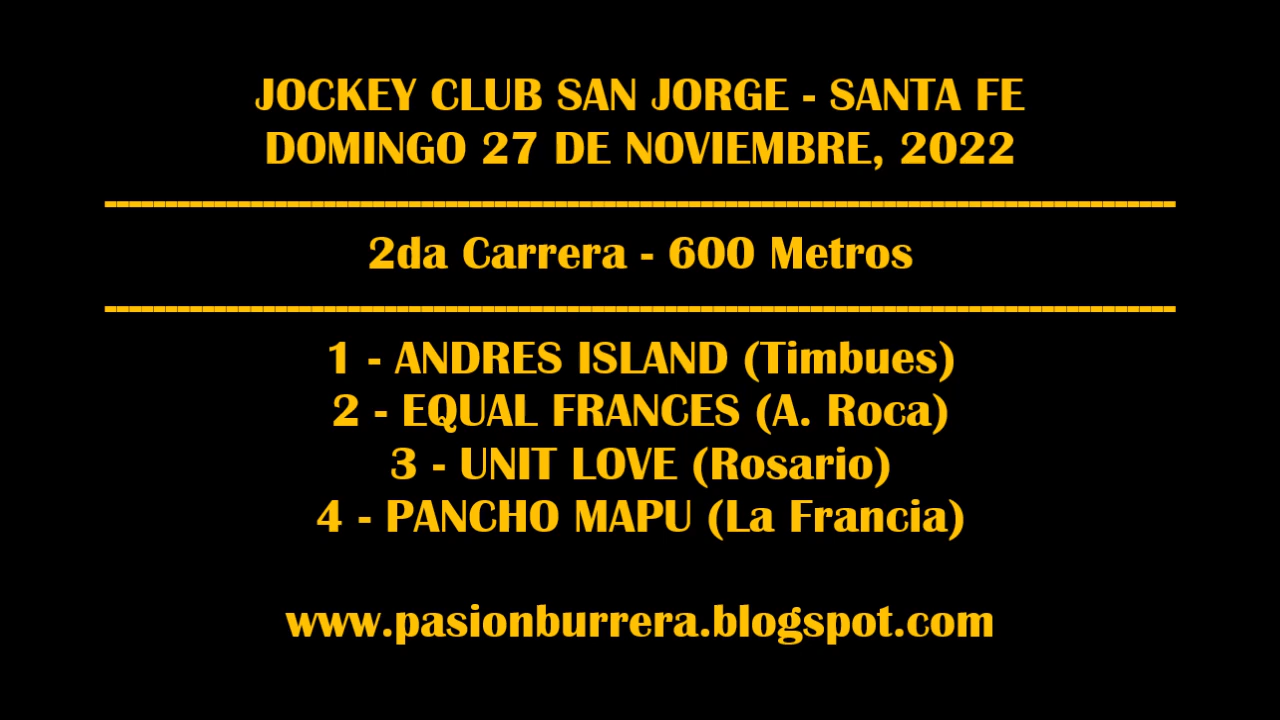 JOCKEY CLUB SAN JORGE - SANTA FE
DOMINGO 27 DE NOVIEMBRE, 2022
2da Carrera - 600 Metros
1 - ANDRES ISLAND (Timbues)
2 - EQUAL FRANCES (A. Roca)
3 - UNIT LOVE (Rosario)
4 - PANCHO MAPU (La Francia)
www.pasionburrera.blogspot.com